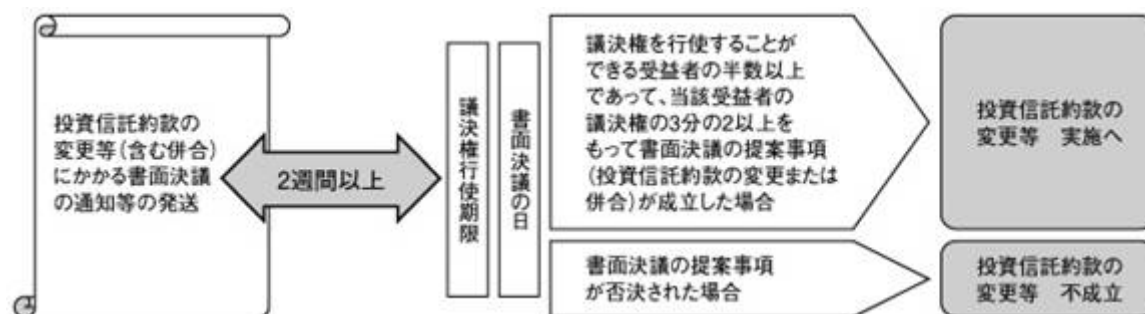 投資信託約款の
変更等（含む併合）
にかかる書面決議
の通知等の発送
2週間以上
議決権行使期限
書面決議の日
議決権を行使することが
できる受益者の半数以上
であって、当該受益者の
議決権の3分の2以上を
もって書面決議の提案事項
（投資信託約款の変更または
併合）が成立した場合
投資信託約款の
変更等　実施へ
書面決議の提案事項
が否決された場合
投資信託約款の
変更等　不成立